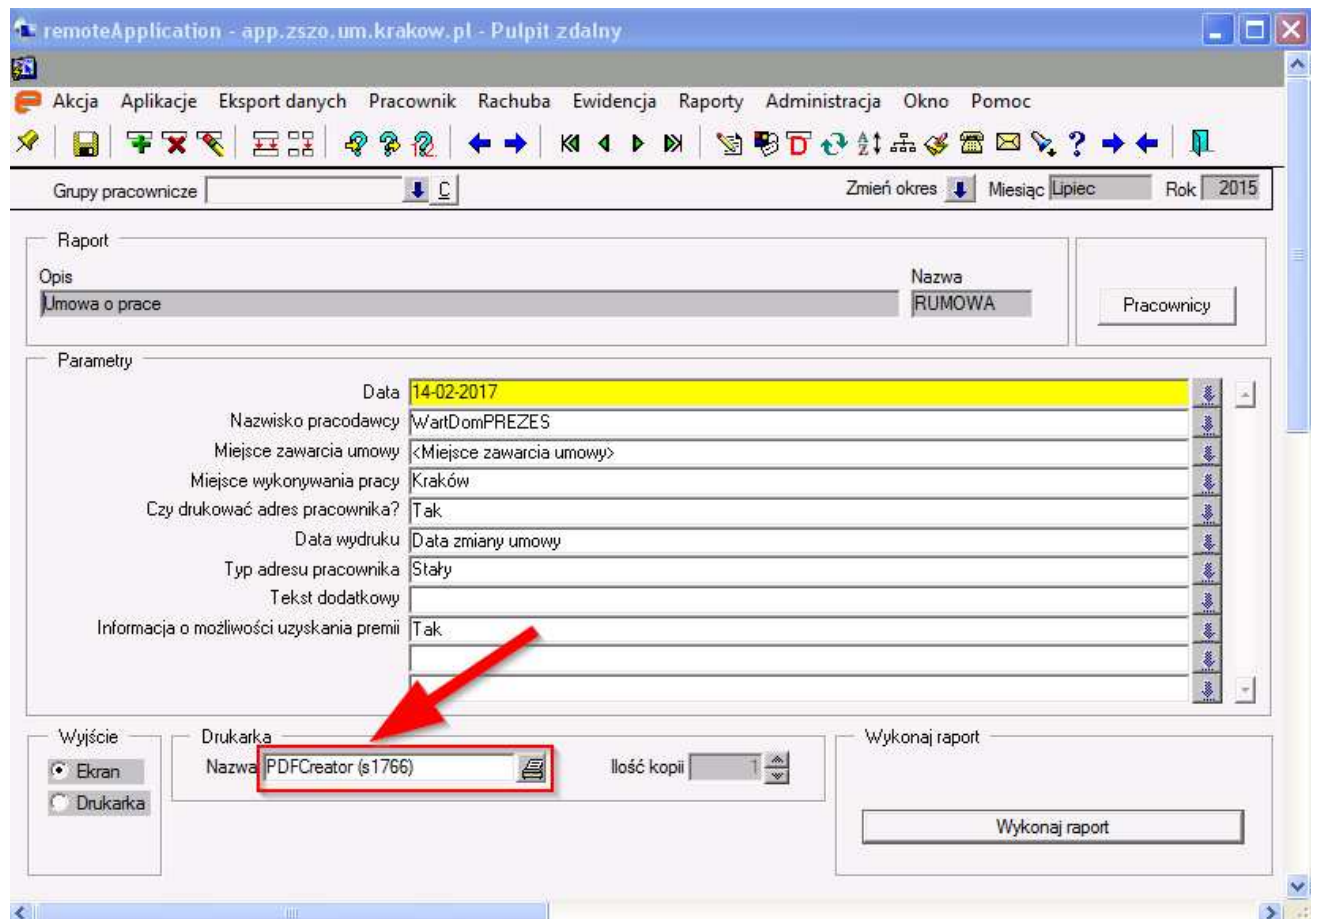 remoteApplication - app.zszo.um.krakow.pl - Pulpit zdalny
Akcja Aplikacje Eksport danych Pracownik Rachuba Ewidencja Raporty Administracja Okno Pomoc
Grupy pracownicze C Zmień okres Miesiąc Lipiec Rok 2015
Raport
Opis Nazwa
Umowa o prace RUMOWA Pracownicy
Parametry
Data 14-02-2017
Nazwisko pracodawcy WartDomPREZES
Miejsce zawarcia umowy <Miejsce zawarcia umowy>
Miejsce wykonywania pracy Kraków
Czy drukować adres pracownika? Tak
Data wydruku Data zmiany umowy
Typ adresu pracownika Stały
Tekst dodatkowy
Informacja o możliwości uzyskania premii Tak
Wyjście Drukarka Wykonaj raport
Ekran Nazwa PDFCreator (s1766) Ilość kopii 1
Drukarka
Wykonaj raport